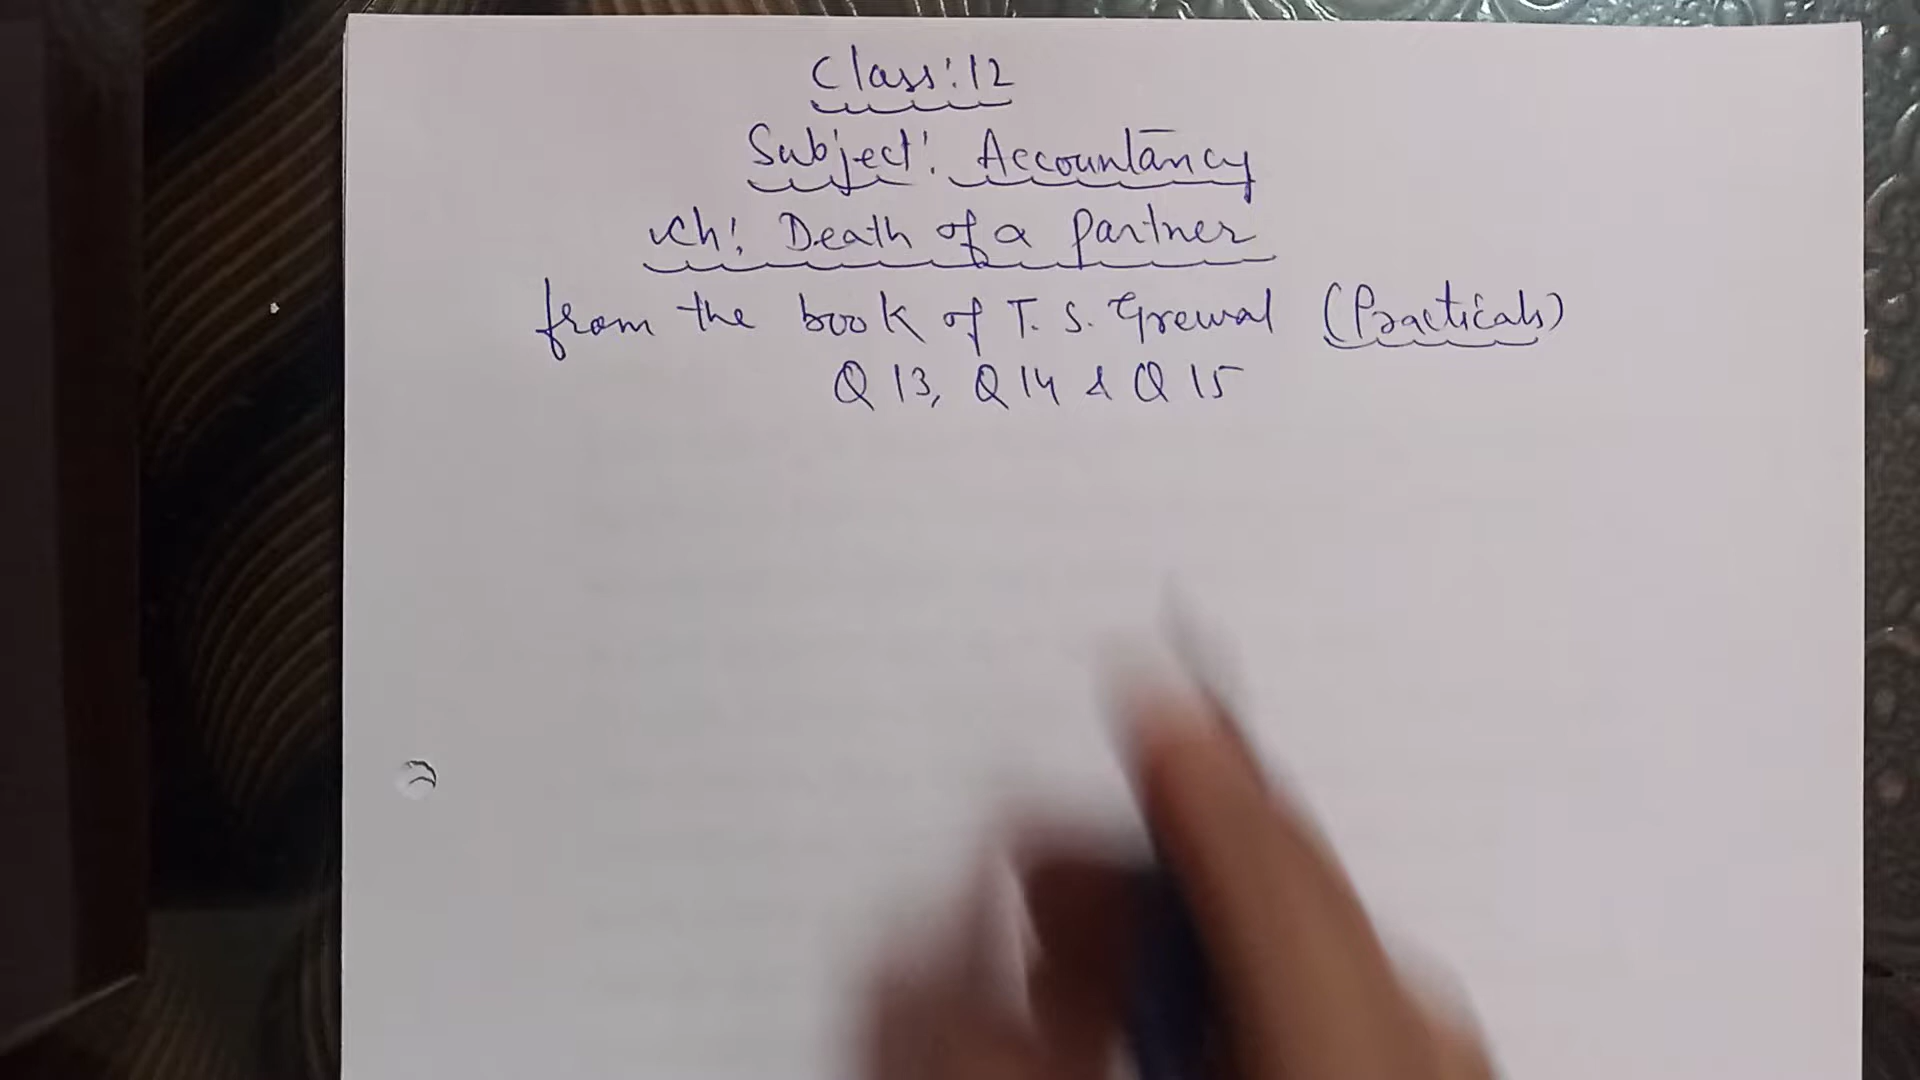 Class: 12
Subject: Accountancy
Ch: Death of a Partner
from the book of T. S. Grewal (Practicals)
Q 13, Q 14 & Q 15